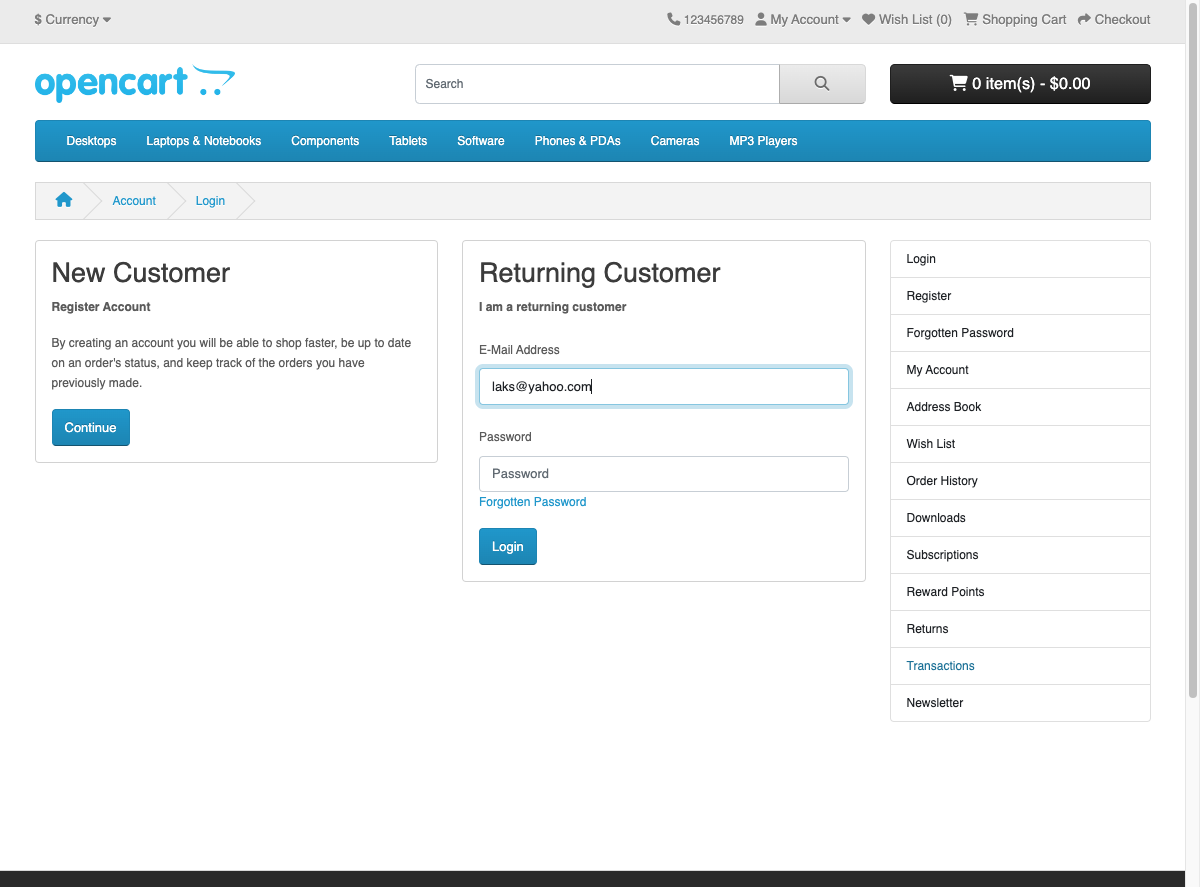 $ Currency
123456789 My Account Wish List (0) Shopping Cart Checkout
opencart
Search
0 item(s) - $0.00
Desktops Laptops & Notebooks Components Tablets Software Phones & PDAs Cameras MP3 Players
Account Login
New Customer
Register Account
By creating an account you will be able to shop faster, be up to date
on an order's status, and keep track of the orders you have
previously made.
Continue
Returning Customer
I am a returning customer
E-Mail Address
laks@yahoo.com
Password
Password
Forgotten Password
Login
Login
Register
Forgotten Password
My Account
Address Book
Wish List
Order History
Downloads
Subscriptions
Reward Points
Returns
Transactions
Newsletter